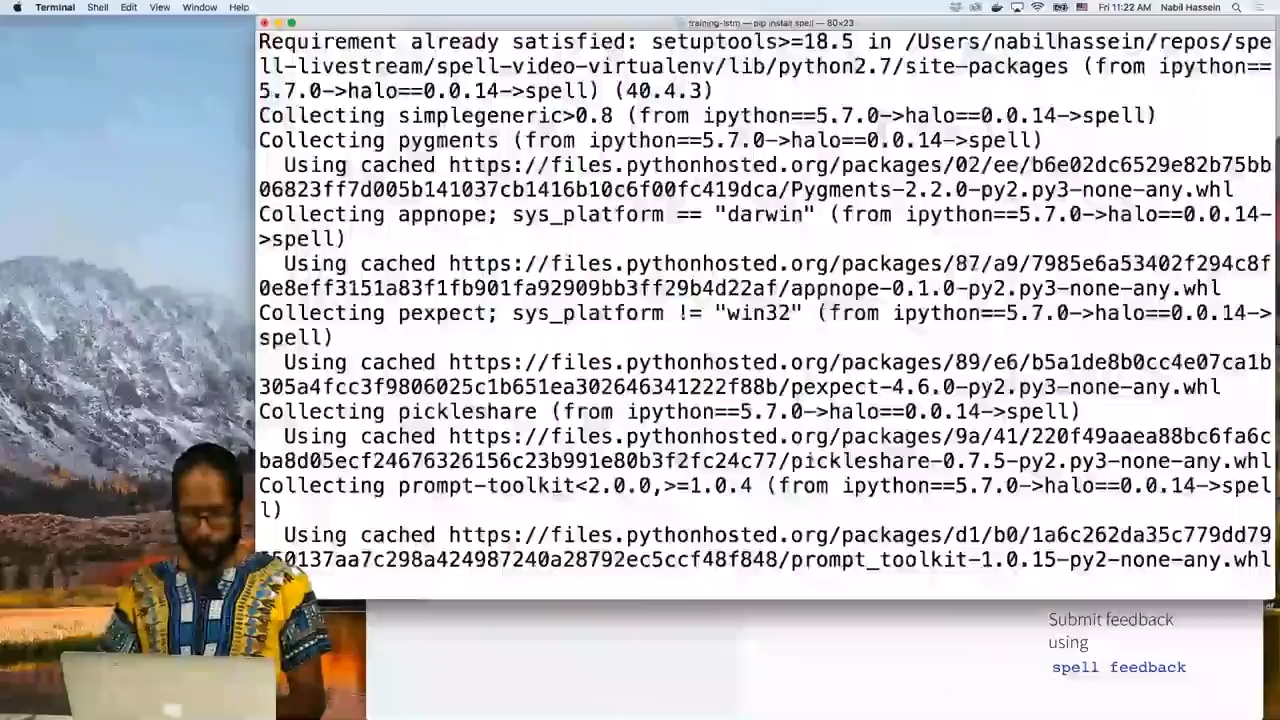 Terminal Shell Edit View Window Help Fri 11:22 AM Nabil Hassein
training-lstm — pip install spell — 80×23
Requirement already satisfied: setuptools>=18.5 in /Users/nabilhassein/repos/spe
ll-livestream/spell-video-virtualenv/lib/python2.7/site-packages (from ipython==
5.7.0->halo==0.0.14->spell) (40.4.3)
Collecting simplegeneric>0.8 (from ipython==5.7.0->halo==0.0.14->spell)
Collecting pygments (from ipython==5.7.0->halo==0.0.14->spell)
  Using cached https://files.pythonhosted.org/packages/02/ee/b6e02dc6529e82b75bb
06823ff7d005b141037cb1416b10c6f00fc419dca/Pygments-2.2.0-py2.py3-none-any.whl
Collecting appnope; sys_platform == "darwin" (from ipython==5.7.0->halo==0.0.14-
>spell)
  Using cached https://files.pythonhosted.org/packages/87/a9/7985e6a53402f294c8f
0e8eff3151a83f1fb901fa92909bb3ff29b4d22af/appnope-0.1.0-py2.py3-none-any.whl
Collecting pexpect; sys_platform != "win32" (from ipython==5.7.0->halo==0.0.14->
spell)
  Using cached https://files.pythonhosted.org/packages/89/e6/b5a1de8b0cc4e07ca1b
305a4fcc3f9806025c1b651ea302646341222f88b/pexpect-4.6.0-py2.py3-none-any.whl
Collecting pickleshare (from ipython==5.7.0->halo==0.0.14->spell)
  Using cached https://files.pythonhosted.org/packages/9a/41/220f49aaea88bc6fa6c
ba8d05ecf24676326156c23b991e80b3f2fc24c77/pickleshare-0.7.5-py2.py3-none-any.whl
Collecting prompt-toolkit<2.0.0,>=1.0.4 (from ipython==5.7.0->halo==0.0.14->spel
l)
  Using cached https://files.pythonhosted.org/packages/d1/b0/1a6c262da35c779dd79
50137aa7c298a424987240a28792ec5ccf48f848/prompt_toolkit-1.0.15-py2-none-any.whl
Submit feedback
using
spell feedback